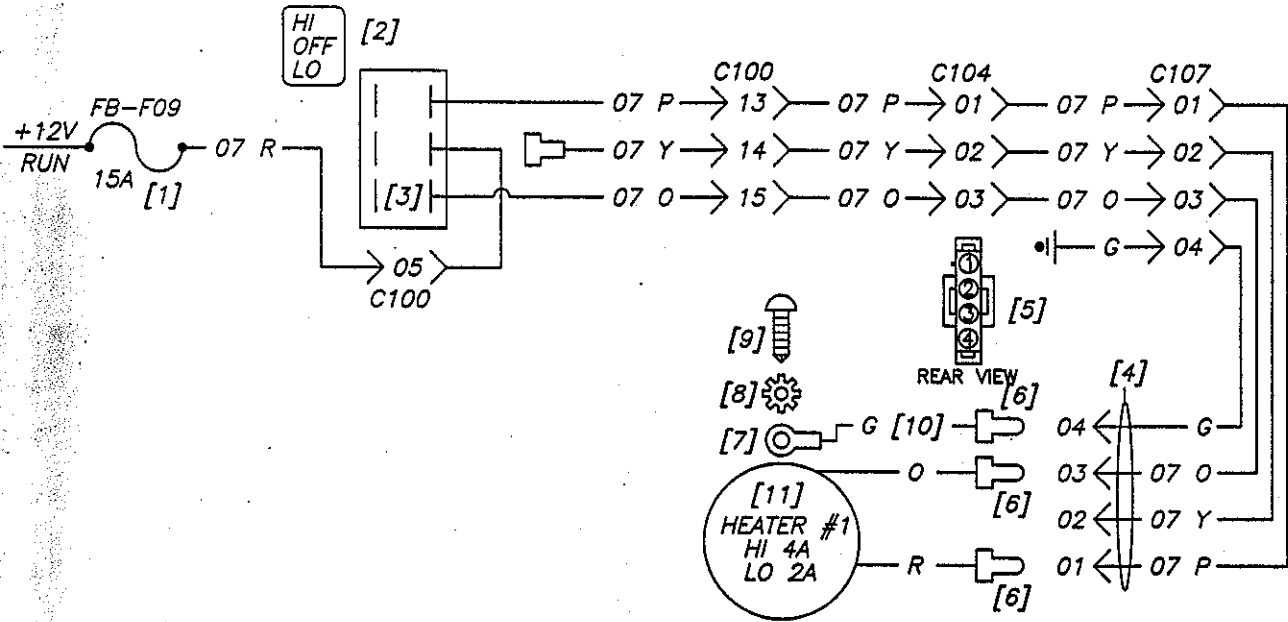 HI
OFF
LO
[2]
FB-F09
+12V
RUN
15A
[1]
07 R
[3]
05
C100
C100
C104
C107
07 P 13 07 P 01 07 P 01
07 Y 14 07 Y 02 07 Y 02
07 O 15 07 O 03 07 O 03
G 04
1
2
3
4
[5]
REAR VIEW
[9]
[8]
[7]
G [10]
[6]
[4]
04 G
O
[6]
03 07 O
02 07 Y
R
[6]
01 07 P
[11]
HEATER #1
HI 4A
LO 2A